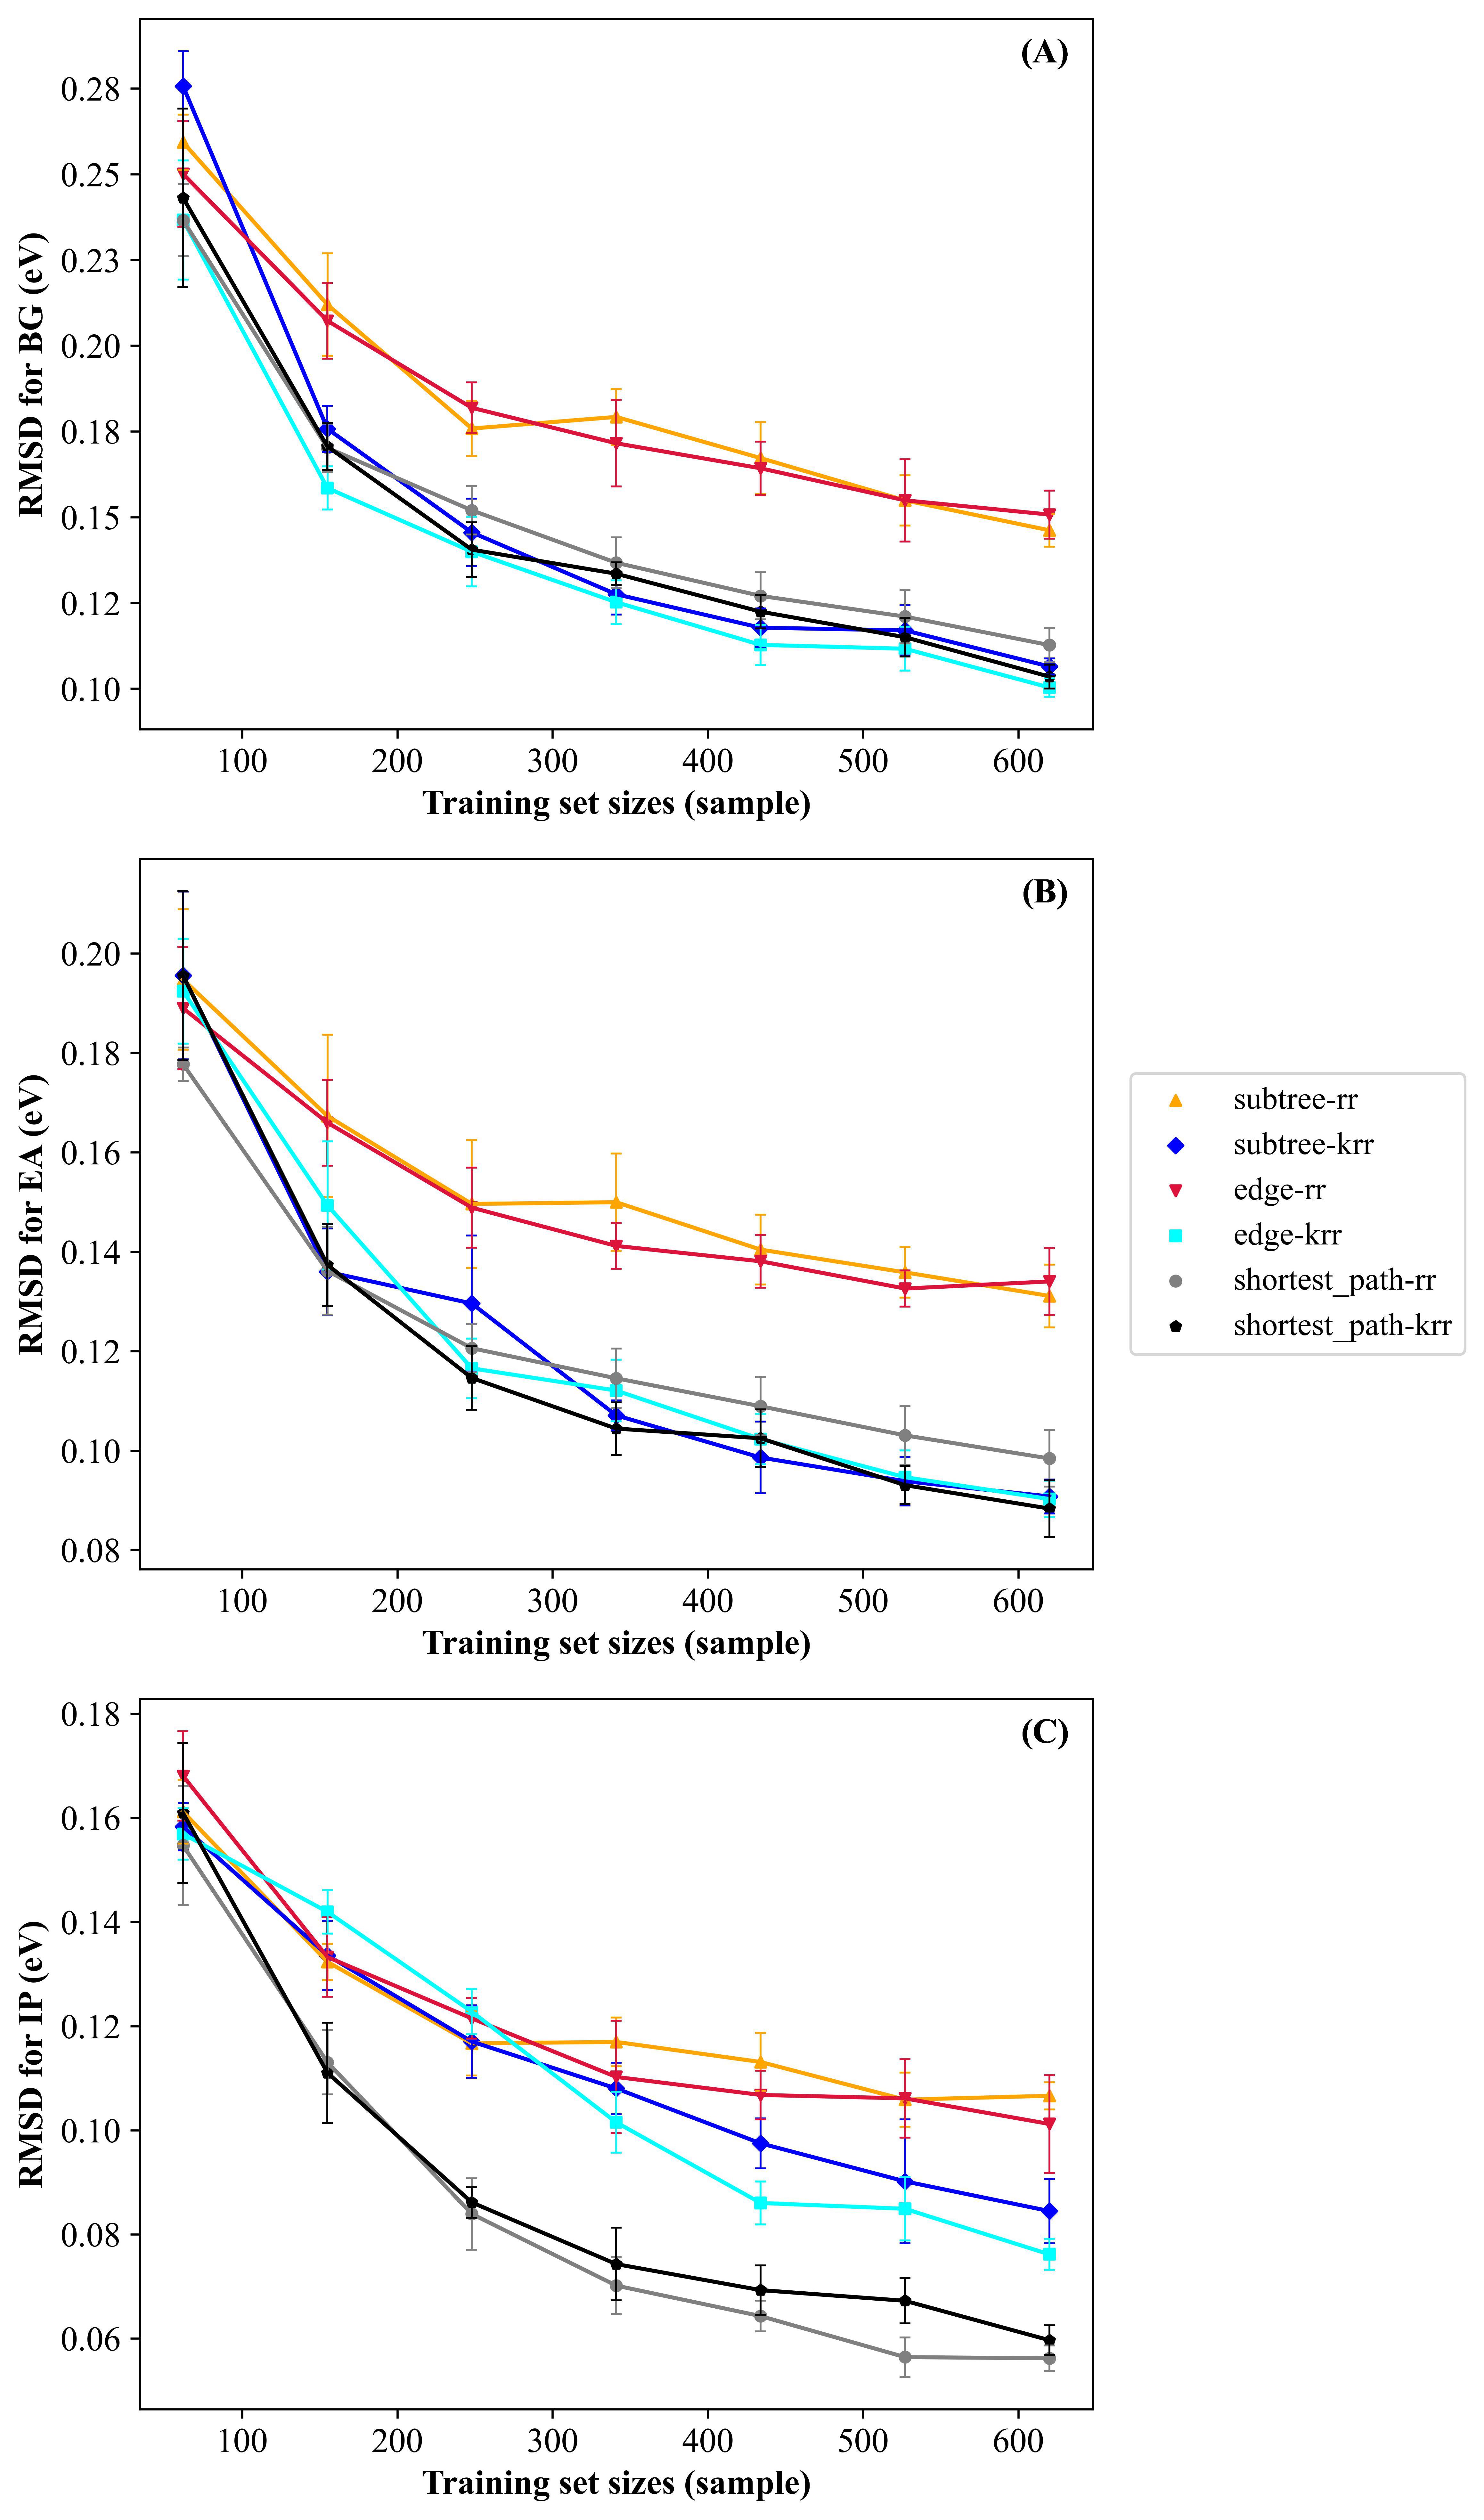 (A)
RMSD for BG (eV)
0.28
0.25
0.23
0.20
0.18
0.15
0.12
0.10
100 200 300 400 500 600
Training set sizes (sample)
(B)
RMSD for EA (eV)
0.20
0.18
0.16
0.14
0.12
0.10
0.08
100 200 300 400 500 600
Training set sizes (sample)
subtree-rr
subtree-krr
edge-rr
edge-krr
shortest_path-rr
shortest_path-krr
(C)
RMSD for IP (eV)
0.18
0.16
0.14
0.12
0.10
0.08
0.06
100 200 300 400 500 600
Training set sizes (sample)